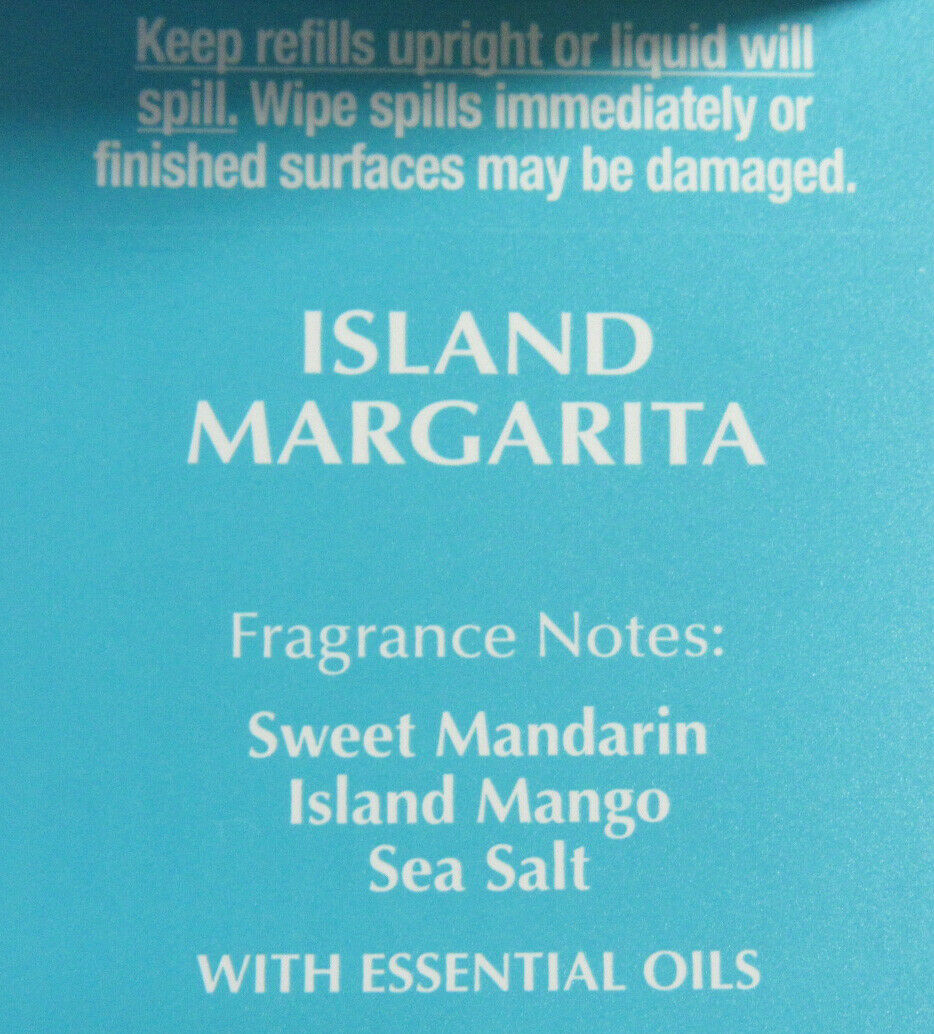 Keep refills upright or liquid will
spill. Wipe spills immediately or
finished surfaces may be damaged.
ISLAND
MARGARITA
Fragrance Notes:
Sweet Mandarin
Island Mango
Sea Salt
WITH ESSENTIAL OILS